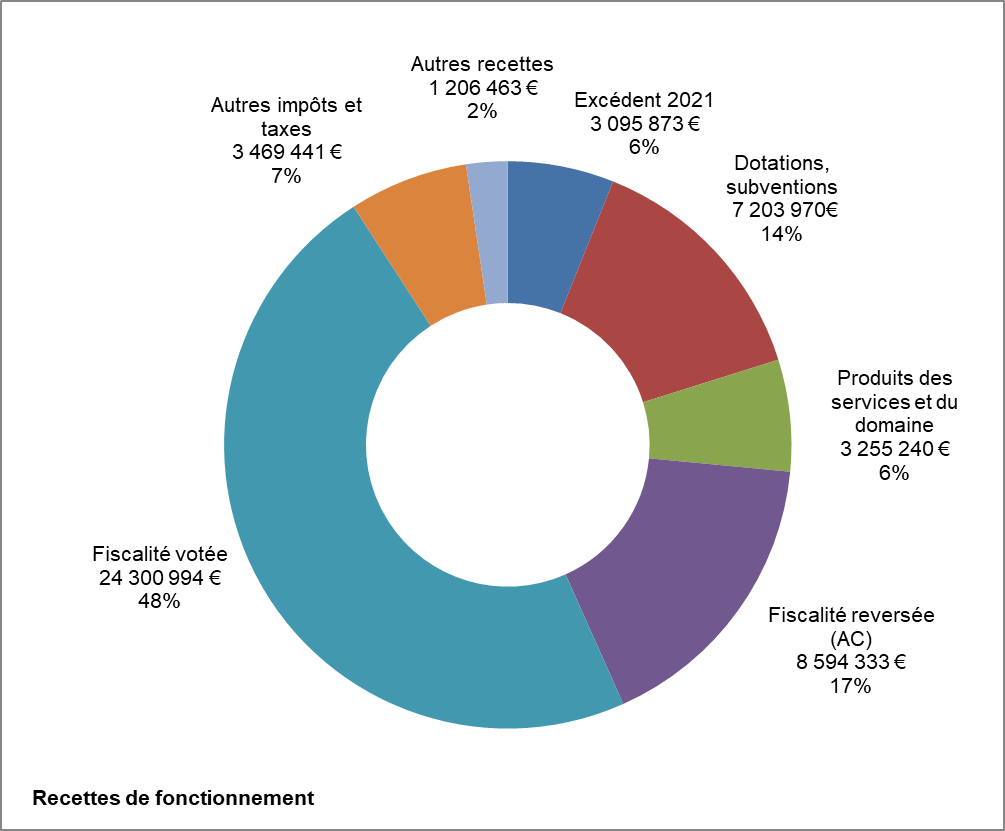 Autres recettes
1 206 463 €
2%
Excédent 2021
3 095 873 €
6%
Dotations,
subventions
7 203 970€
14%
Produits des
services et du
domaine
3 255 240 €
6%
Fiscalité reversée
(AC)
8 594 333 €
17%
Fiscalité votée
24 300 994 €
48%
Autres impôts et
taxes
3 469 441 €
7%
Recettes de fonctionnement